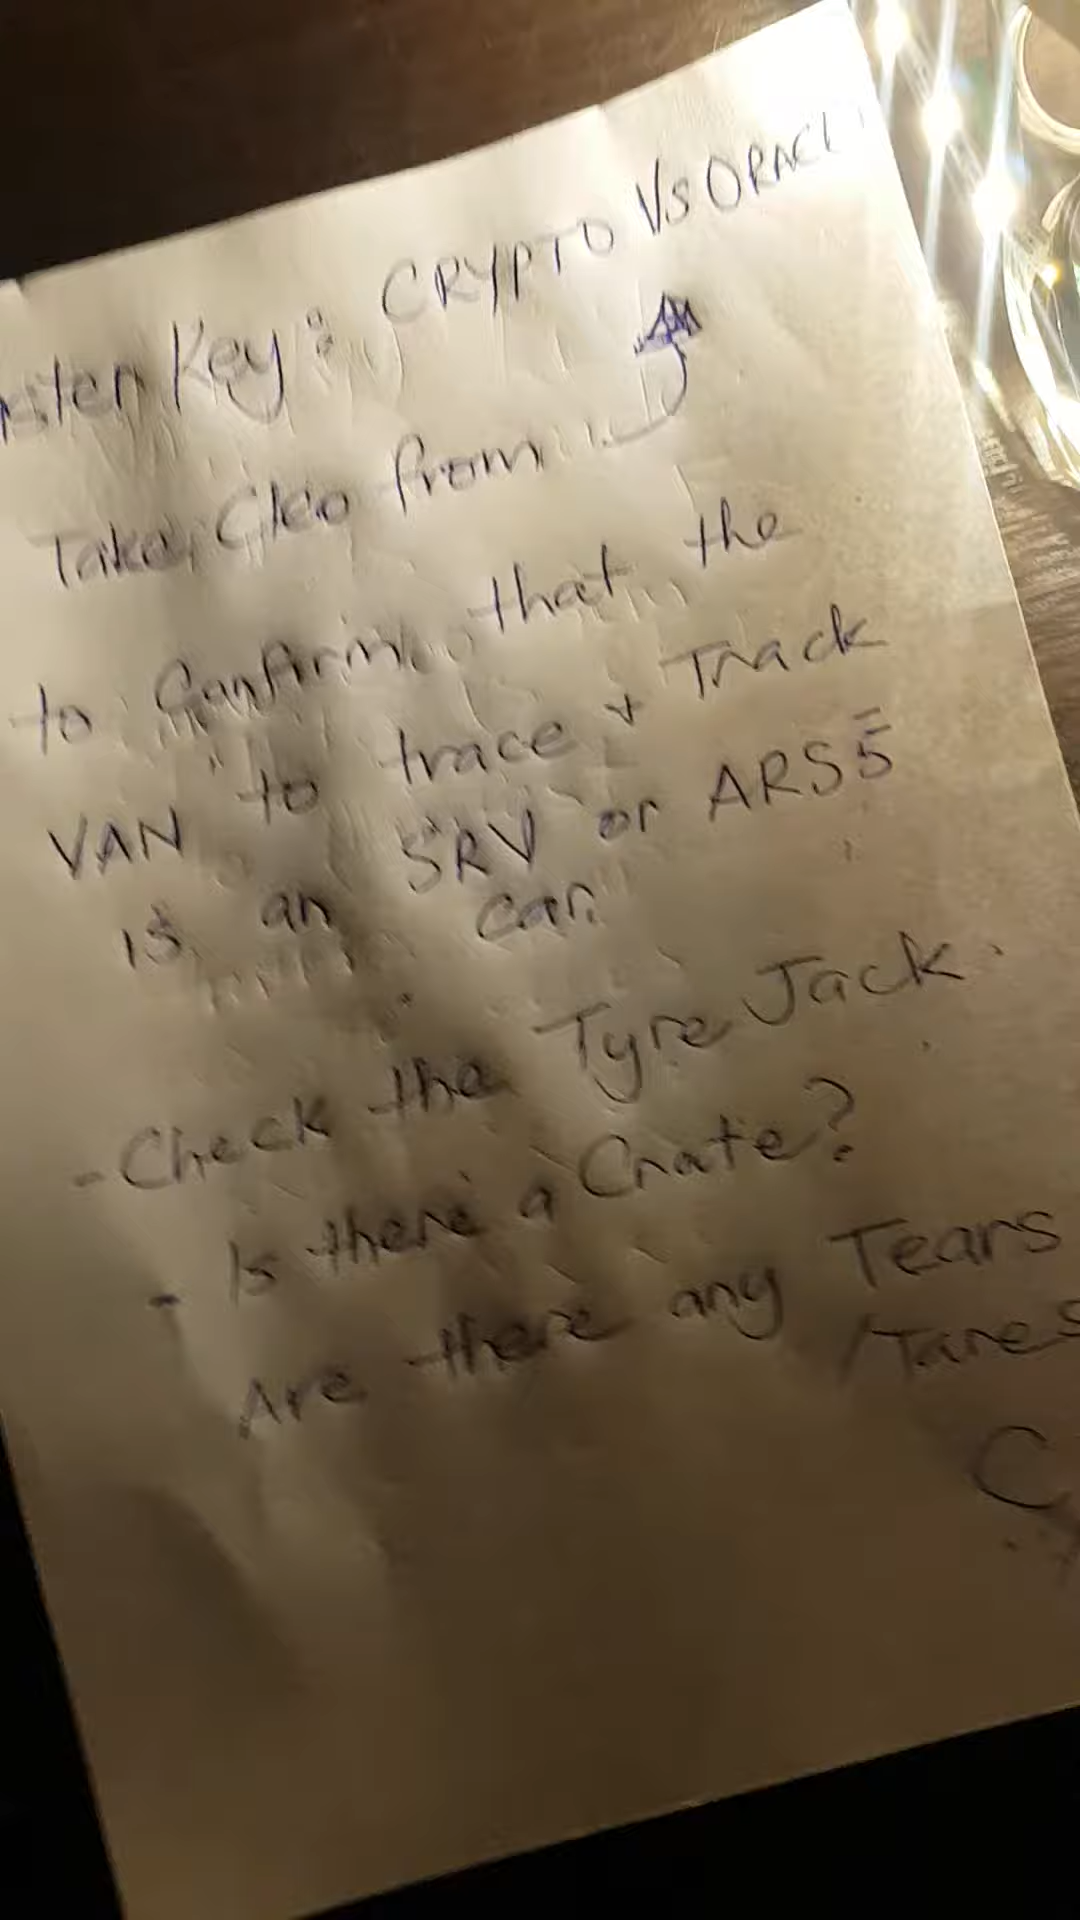 Key: CRYPTO Vs ORACL
Take Cleo from
to Confirm that the
VAN to trace + Track
is an SRV or ARS5
car.
- Check the Tyre Jack.
- Is there a Crate?
Are there any Tears
/Tares
C